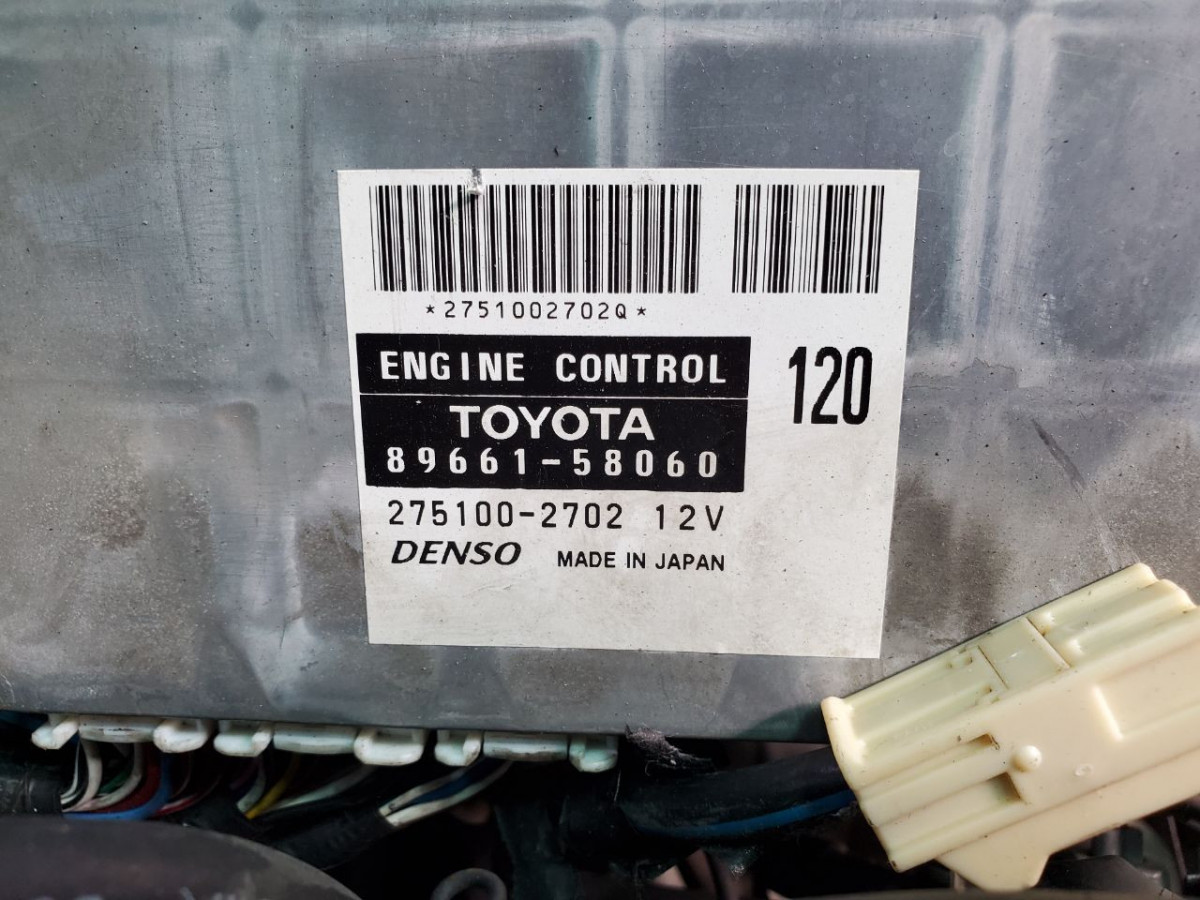 *2751002702Q*
ENGINE CONTROL
120
TOYOTA
89661-58060
275100-2702 12V
DENSO MADE IN JAPAN